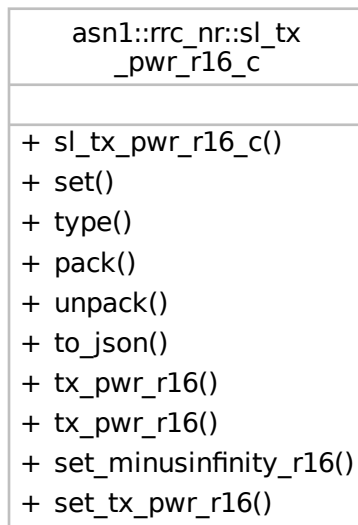 asn1::rrc_nr::sl_tx
_pwr_r16_c
+ sl_tx_pwr_r16_c()
+ set()
+ type()
+ pack()
+ unpack()
+ to_json()
+ tx_pwr_r16()
+ tx_pwr_r16()
+ set_minusinfinity_r16()
+ set_tx_pwr_r16()